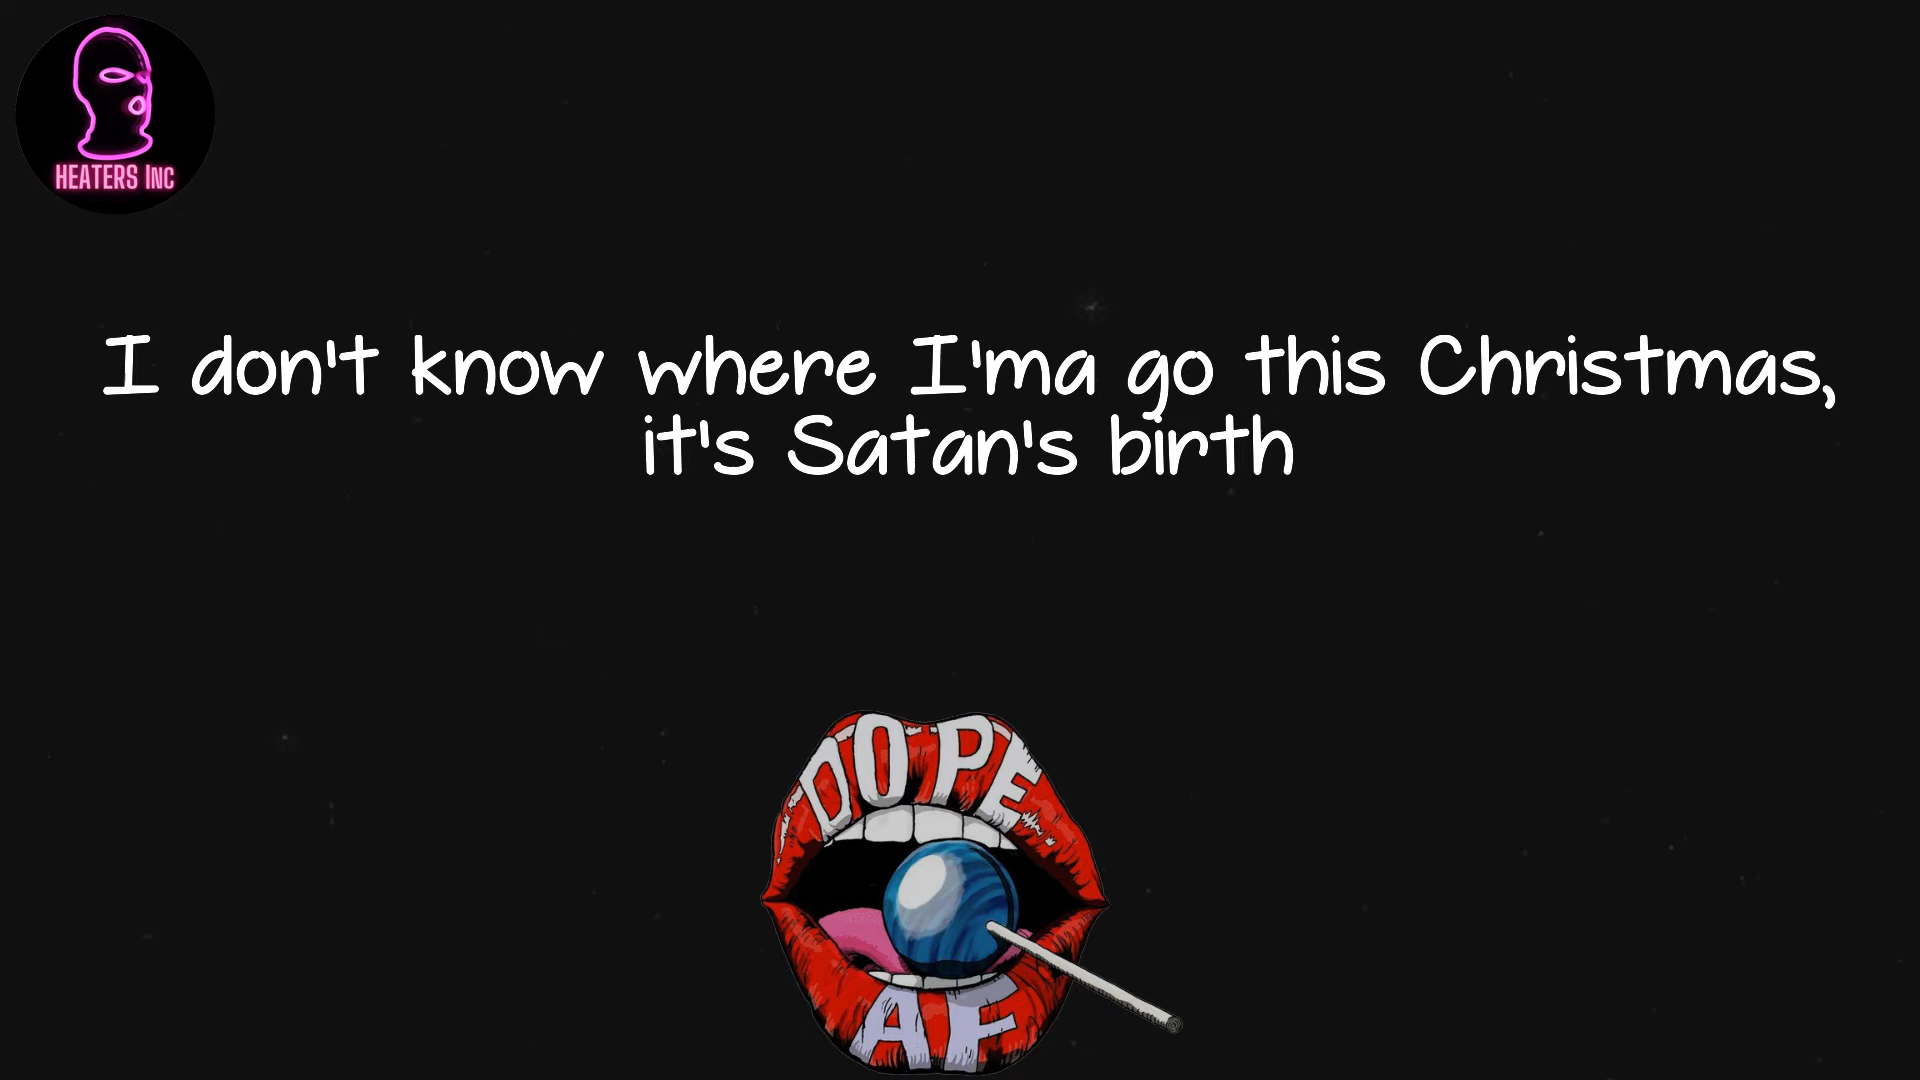 HEATERS INC
I don't know where I'ma go this Christmas,
it's Satan's birth
DOPE
AF